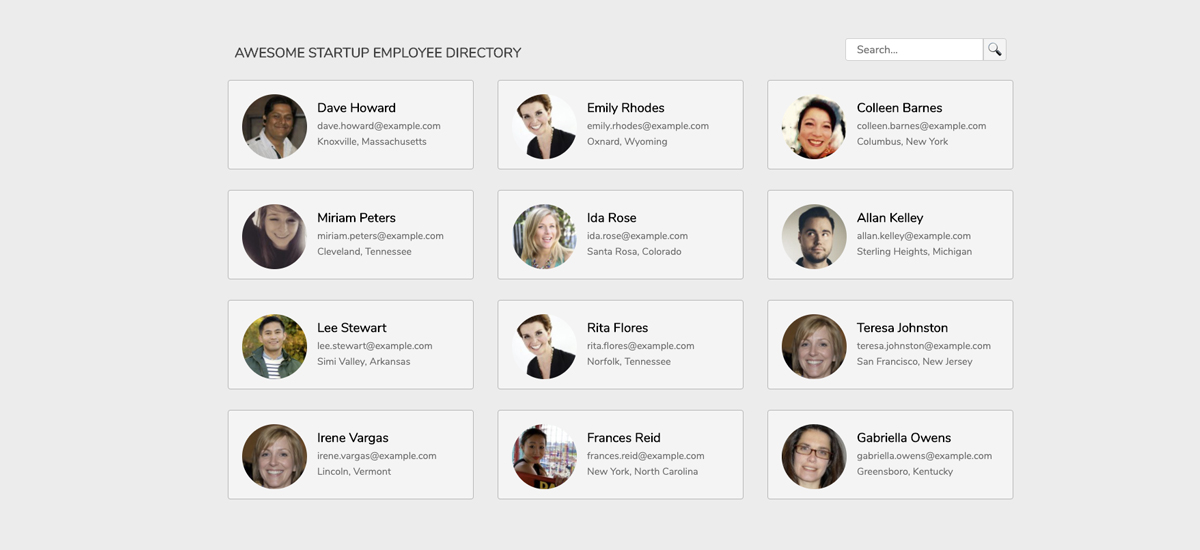 AWESOME STARTUP EMPLOYEE DIRECTORY
Search...
Dave Howard
dave.howard@example.com
Knoxville, Massachusetts
Emily Rhodes
emily.rhodes@example.com
Oxnard, Wyoming
Colleen Barnes
colleen.barnes@example.com
Columbus, New York
Miriam Peters
miriam.peters@example.com
Cleveland, Tennessee
Ida Rose
ida.rose@example.com
Santa Rosa, Colorado
Allan Kelley
allan.kelley@example.com
Sterling Heights, Michigan
Lee Stewart
lee.stewart@example.com
Simi Valley, Arkansas
Rita Flores
rita.flores@example.com
Norfolk, Tennessee
Teresa Johnston
teresa.johnston@example.com
San Francisco, New Jersey
Irene Vargas
irene.vargas@example.com
Lincoln, Vermont
Frances Reid
frances.reid@example.com
New York, North Carolina
Gabriella Owens
gabriella.owens@example.com
Greensboro, Kentucky